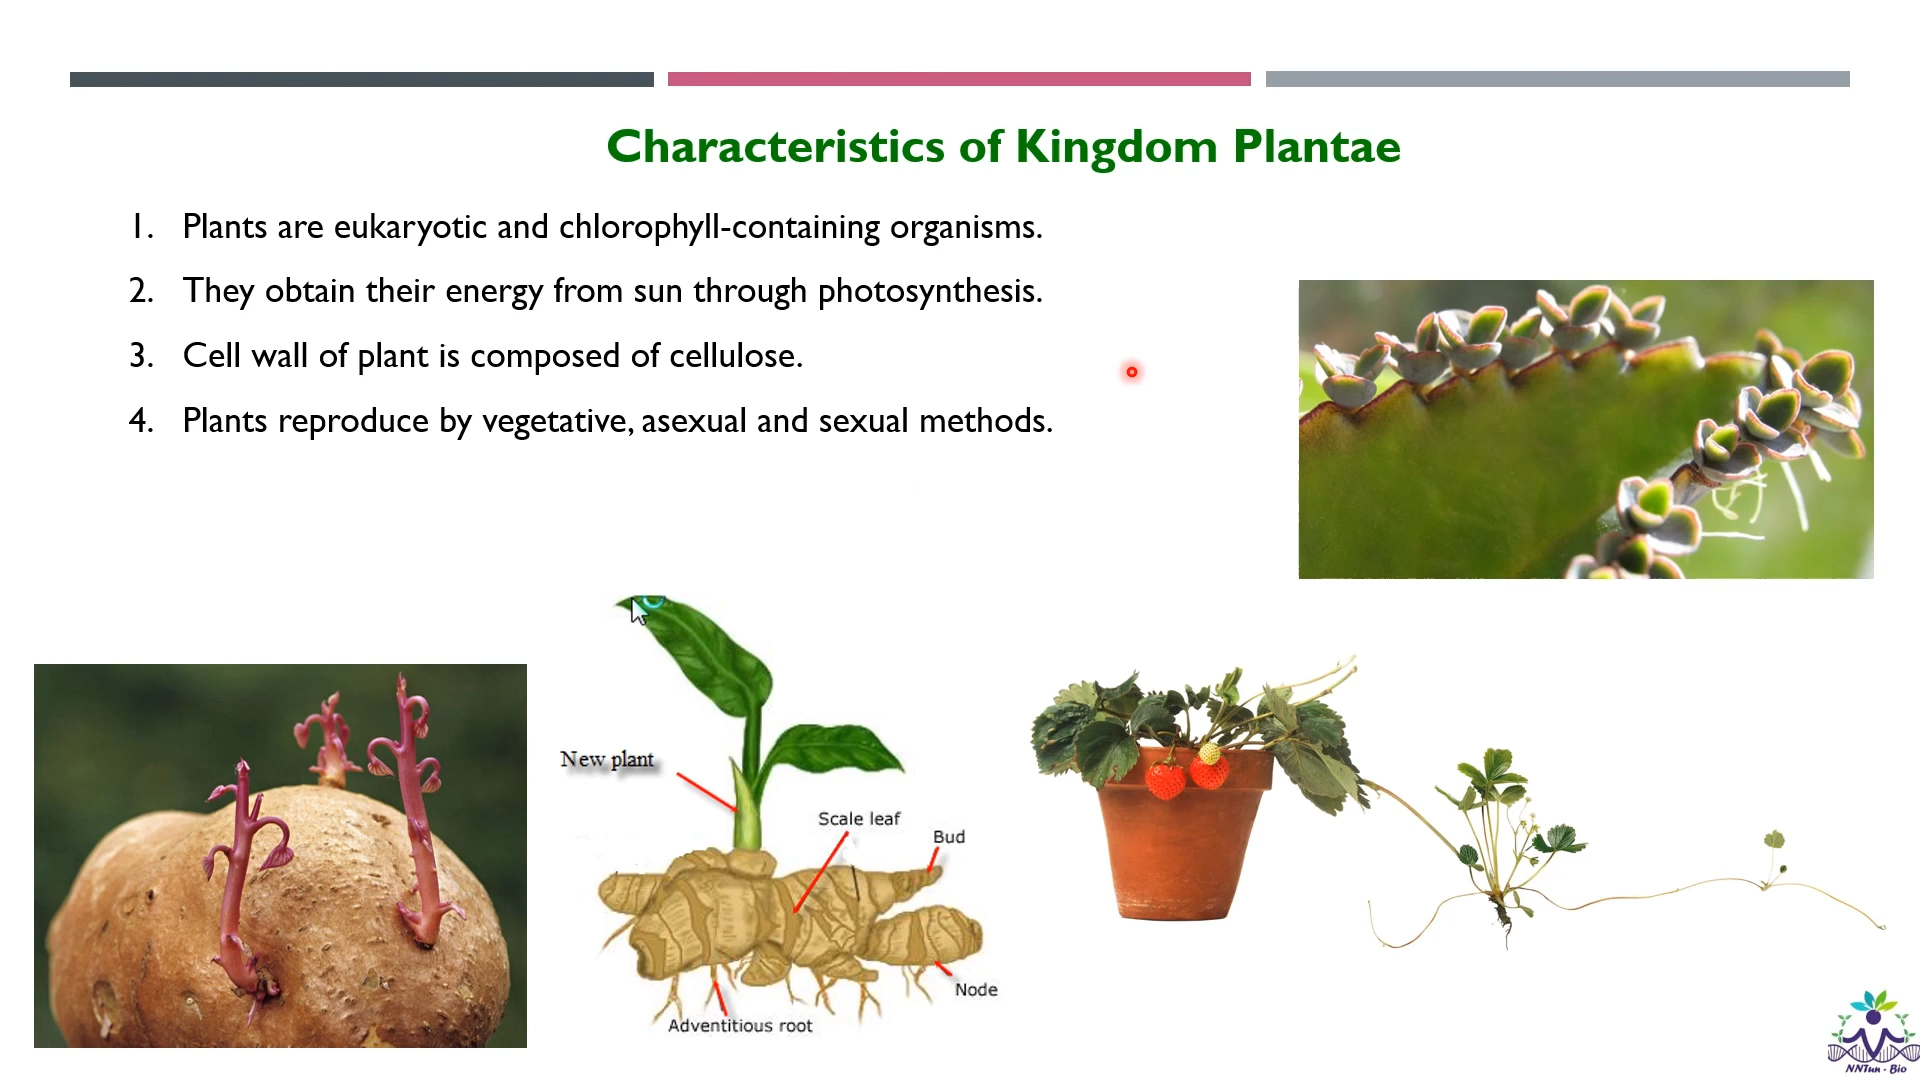 Characteristics of Kingdom Plantae
1. Plants are eukaryotic and chlorophyll-containing organisms.
2. They obtain their energy from sun through photosynthesis.
3. Cell wall of plant is composed of cellulose.
4. Plants reproduce by vegetative, asexual and sexual methods.
New plant
Scale leaf
Bud
Node
Adventitious root
NNTun - Bio